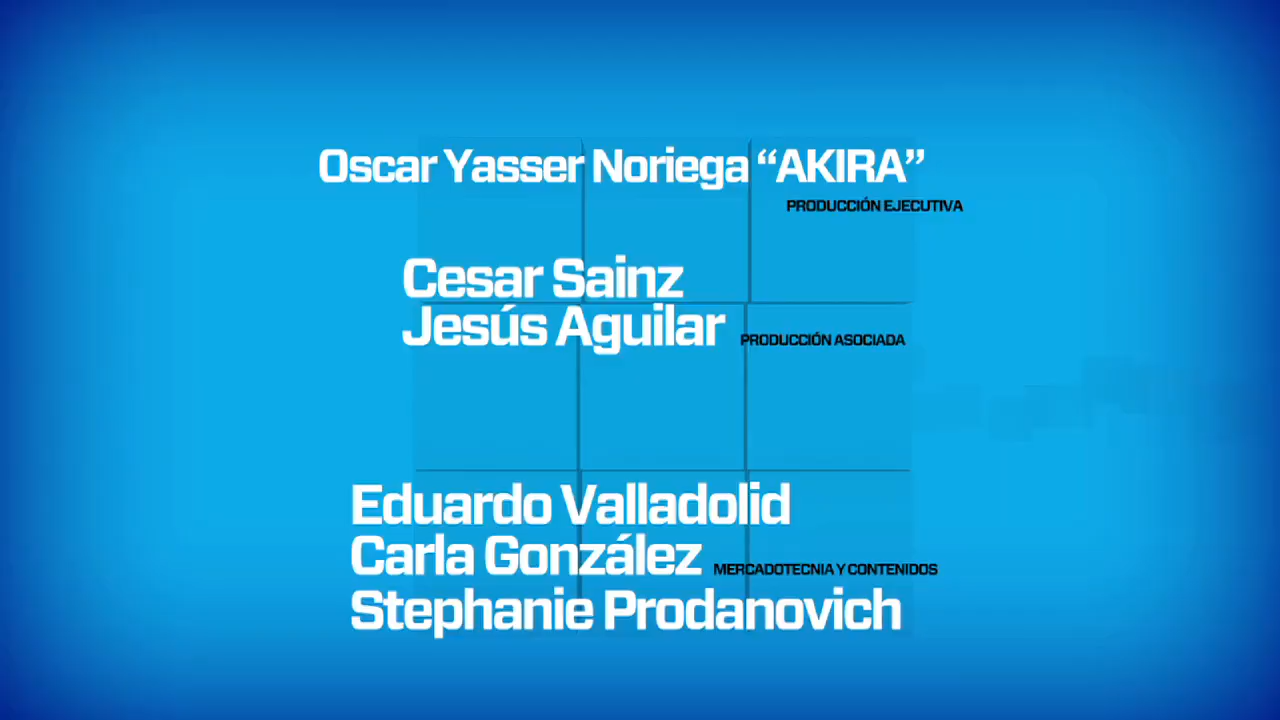 Oscar Yasser Noriega “AKIRA”
PRODUCCIÓN EJECUTIVA
Cesar Sainz
Jesús Aguilar PRODUCCIÓN ASOCIADA
Eduardo Valladolid
Carla González MERCADOTECNIA Y CONTENIDOS
Stephanie Prodanovich